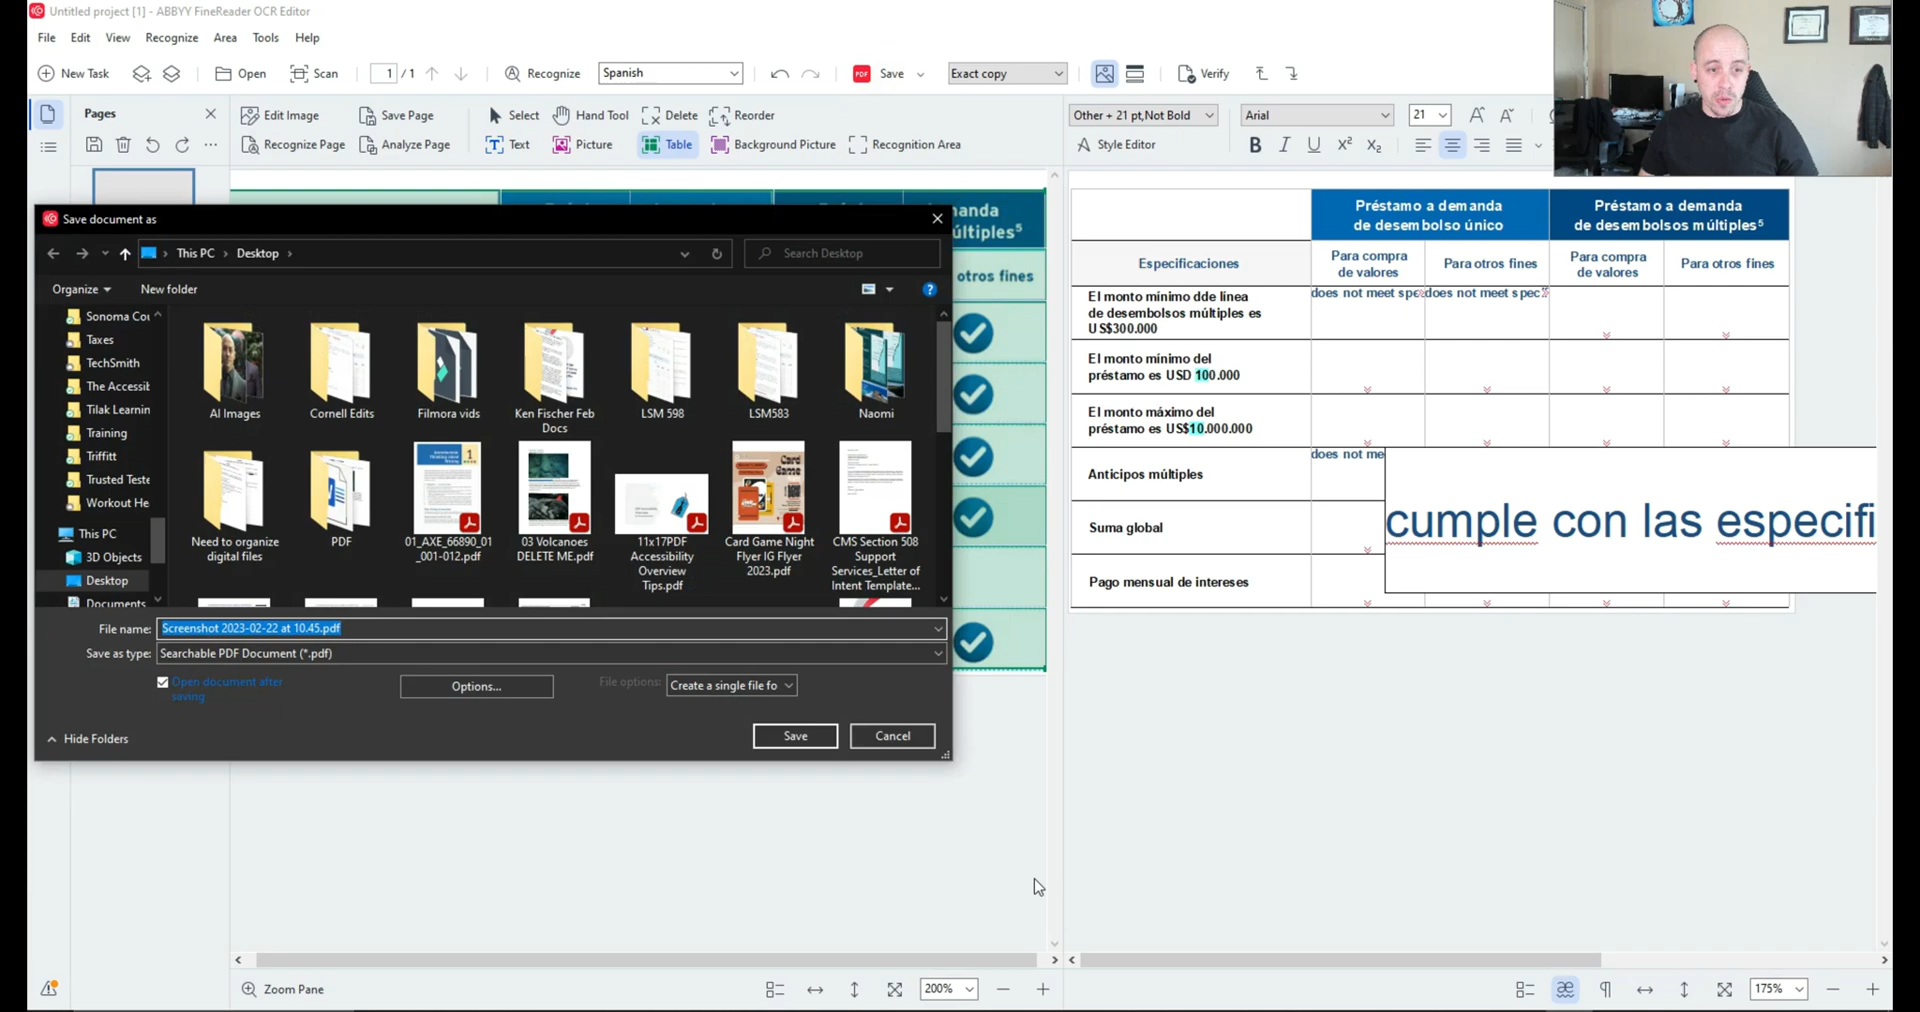 Untitled project [1] - ABBYY FineReader OCR Editor
File Edit View Recognize Area Tools Help
New Task Open Scan 1 / 1 Recognize Spanish Save Exact copy Verify
Pages Edit Image Save Page Select Hand Tool Delete Reorder Other + 21 pt,Not Bold Arial 21
Recognize Page Analyze Page Text Picture Table Background Picture Recognition Area Style Editor
Save document as
This PC Desktop Search Desktop
Organize New folder
Taxes
TechSmith
The Accessib
Tilak Learnin
Training
Triffitt
Trusted Teste
Workout He
This PC
3D Objects
Desktop
Documents
AI Images
Cornell Edits
Filmora vids
Ken Fischer Feb
Docs
LSM 598
LSM583
Naomi
Need to organize
digital files
PDF
01_AXE_66890_01
_001-012.pdf
03 Volcanoes
DELETE ME.pdf
11x17PDF
Accessibility
Overview
Tips.pdf
Card Game Night
Flyer IG Flyer
2023.pdf
CMS Section 508
Support
Services_Letter of
Intent Template...
File name: Screenshot 2023-02-22 at 10.45.pdf
Save as type: Searchable PDF Document (*.pdf)
Open document after
saving
Options...
File options: Create a single file fo
Hide Folders
Save Cancel
manda
últiples⁵
otros fines
Préstamo a demanda
de desembolso único
Préstamo a demanda
de desembolsos múltiples⁵
Especificaciones
Para compra
de valores
Para otros fines
Para compra
de valores
Para otros fines
El monto mínimo dde línea
de desembolsos múltiples es
US$300.000
does not meet spe does not meet spec
El monto mínimo del
préstamo es USD 100.000
El monto máximo del
préstamo es US$10.000.000
Anticipos múltiples
does not me
Suma global
cumple con las especifi
Pago mensual de intereses
Zoom Pane 200% 175%